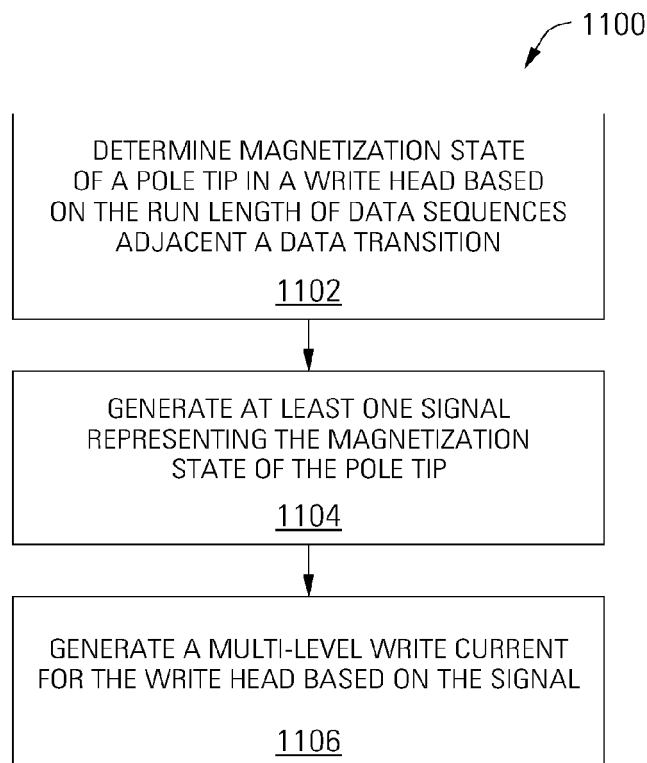 1100
DETERMINE MAGNETIZATION STATE
OF A POLE TIP IN A WRITE HEAD BASED
ON THE RUN LENGTH OF DATA SEQUENCES
ADJACENT A DATA TRANSITION
1102
GENERATE AT LEAST ONE SIGNAL
REPRESENTING THE MAGNETIZATION
STATE OF THE POLE TIP
1104
GENERATE A MULTI-LEVEL WRITE CURRENT
FOR THE WRITE HEAD BASED ON THE SIGNAL
1106